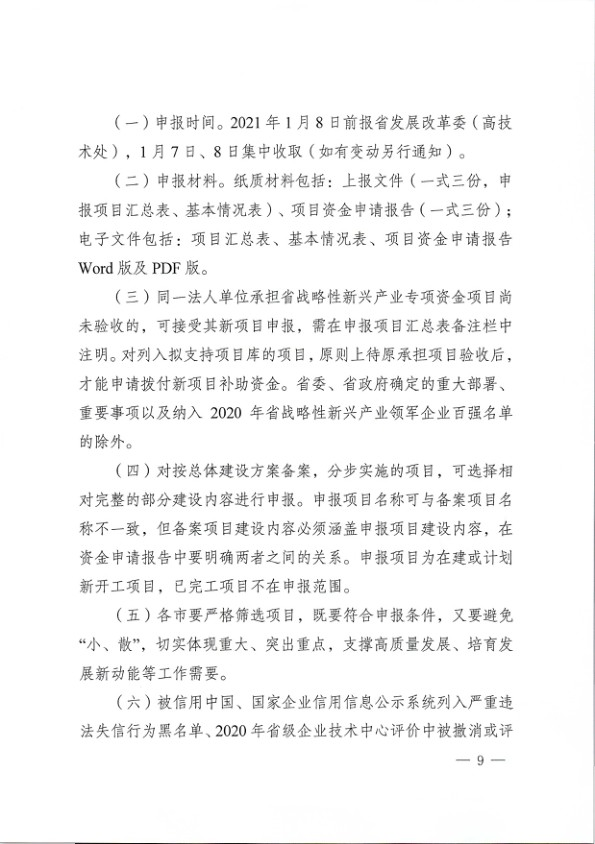 （一）申报时间。2021 年 1 月 8 日前报省发展改革委（高技
术处），1 月 7 日、8 日集中收取（如有变动另行通知）。
（二）申报材料。纸质材料包括：上报文件（一式三份，申
报项目汇总表、基本情况表）、项目资金申请报告（一式三份）；
电子文件包括：项目汇总表、基本情况表、项目资金申请报告
Word 版及 PDF 版。
（三）同一法人单位承担省战略性新兴产业专项资金项目尚
未验收的，可接受其新项目申报，需在申报项目汇总表备注栏中
注明。对列入拟支持项目库的项目，原则上待原承担项目验收后，
才能申请拨付新项目补助资金。省委、省政府确定的重大部署、
重要事项以及纳入 2020 年省战略性新兴产业领军企业百强名单
的除外。
（四）对按总体建设方案备案，分步实施的项目，可选择相
对完整的部分建设内容进行申报。申报项目名称可与备案项目名
称不一致，但备案项目建设内容必须涵盖申报项目建设内容，在
资金申请报告中要明确两者之间的关系。申报项目为在建或计划
新开工项目，已完工项目不在申报范围。
（五）各市要严格筛选项目，既要符合申报条件，又要避免
“小、散”，切实体现重大、突出重点，支撑高质量发展、培育发
展新动能等工作需要。
（六）被信用中国、国家企业信用信息公示系统列入严重违
法失信行为黑名单、2020 年省级企业技术中心评价中被撤消或评
— 9 —